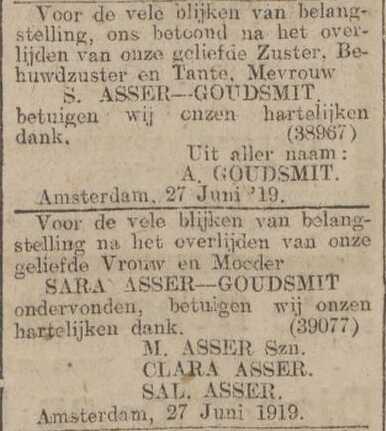 Voor de vele blijken van belang-
stelling, ons betoond na het over-
lijden van onze geliefde Zuster, Be-
huwdzuster en Tante, Mevrouw
S. ASSER—GOUDSMIT,
betuigen wij onzen hartelijken
dank. (38967)
Uit aller naam:
A. GOUDSMIT.
Amsterdam, 27 Juni '19.
Voor de vele blijken van belang-
stelling na het overlijden van onze
geliefde Vrouw en Moeder
SARA ASSER—GOUDSMIT
ondervonden, betuigen wij onzen
hartelijken dank. (39077)
M. ASSER Szn.
CLARA ASSER.
SAL. ASSER.
Amsterdam, 27 Juni 1919.